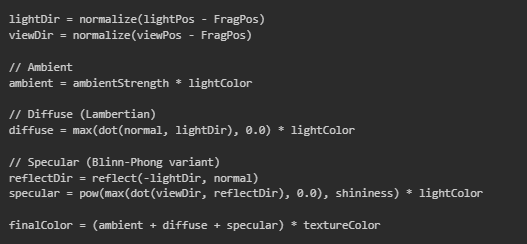 lightDir = normalize(lightPos - FragPos)
viewDir = normalize(viewPos - FragPos)
// Ambient
ambient = ambientStrength * lightColor
// Diffuse (Lambertian)
diffuse = max(dot(normal, lightDir), 0.0) * lightColor
// Specular (Blinn-Phong variant)
reflectDir = reflect(-lightDir, normal)
specular = pow(max(dot(viewDir, reflectDir), 0.0), shininess) * lightColor
finalColor = (ambient + diffuse + specular) * textureColor